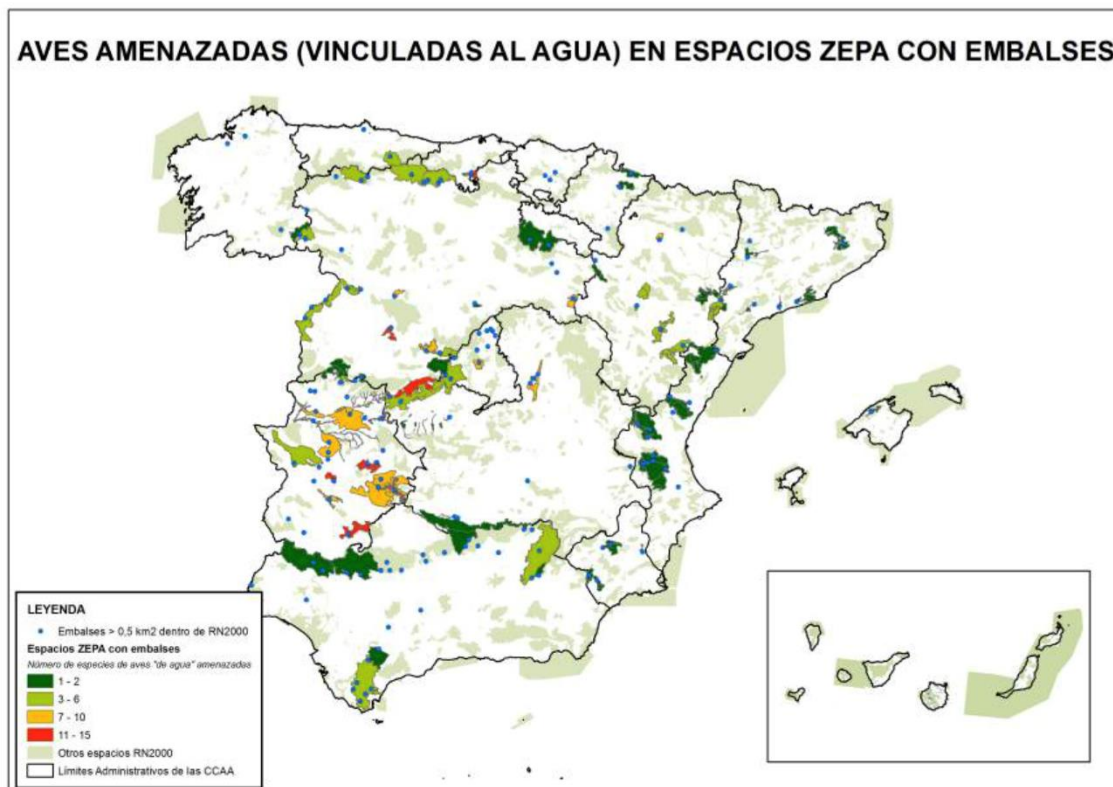 AVES AMENAZADAS (VINCULADAS AL AGUA) EN ESPACIOS ZEPA CON EMBALSES
LEYENDA
Embalses > 0,5 km2 dentro de RN2000
Espacios ZEPA con embalses
Número de especies de aves "de agua" amenazadas
1 - 2
3 - 6
7 - 10
11 - 15
Otros espacios RN2000
Límites Administrativos de las CCAA